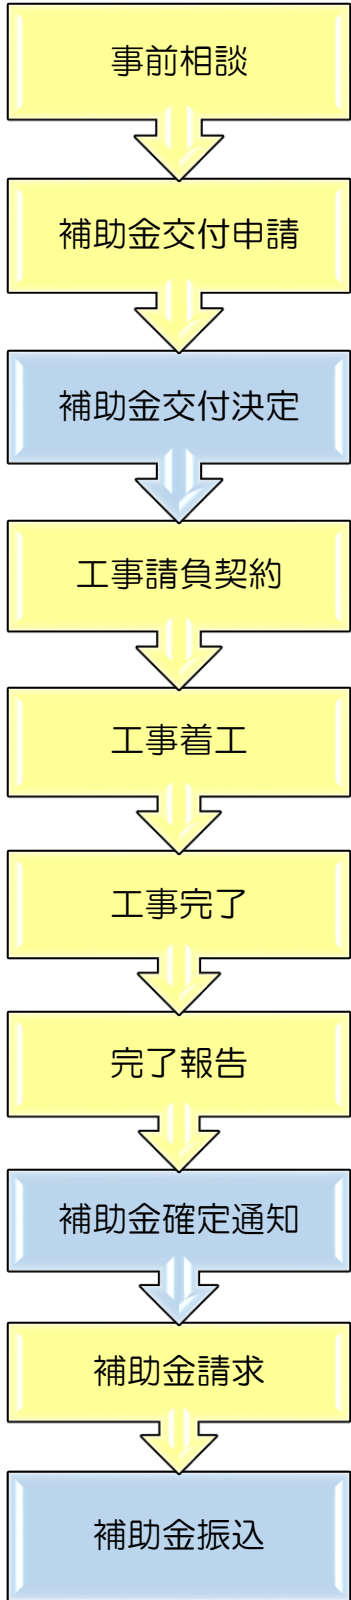 事前相談
補助金交付申請
補助金交付決定
工事請負契約
工事着工
工事完了
完了報告
補助金確定通知
補助金請求
補助金振込